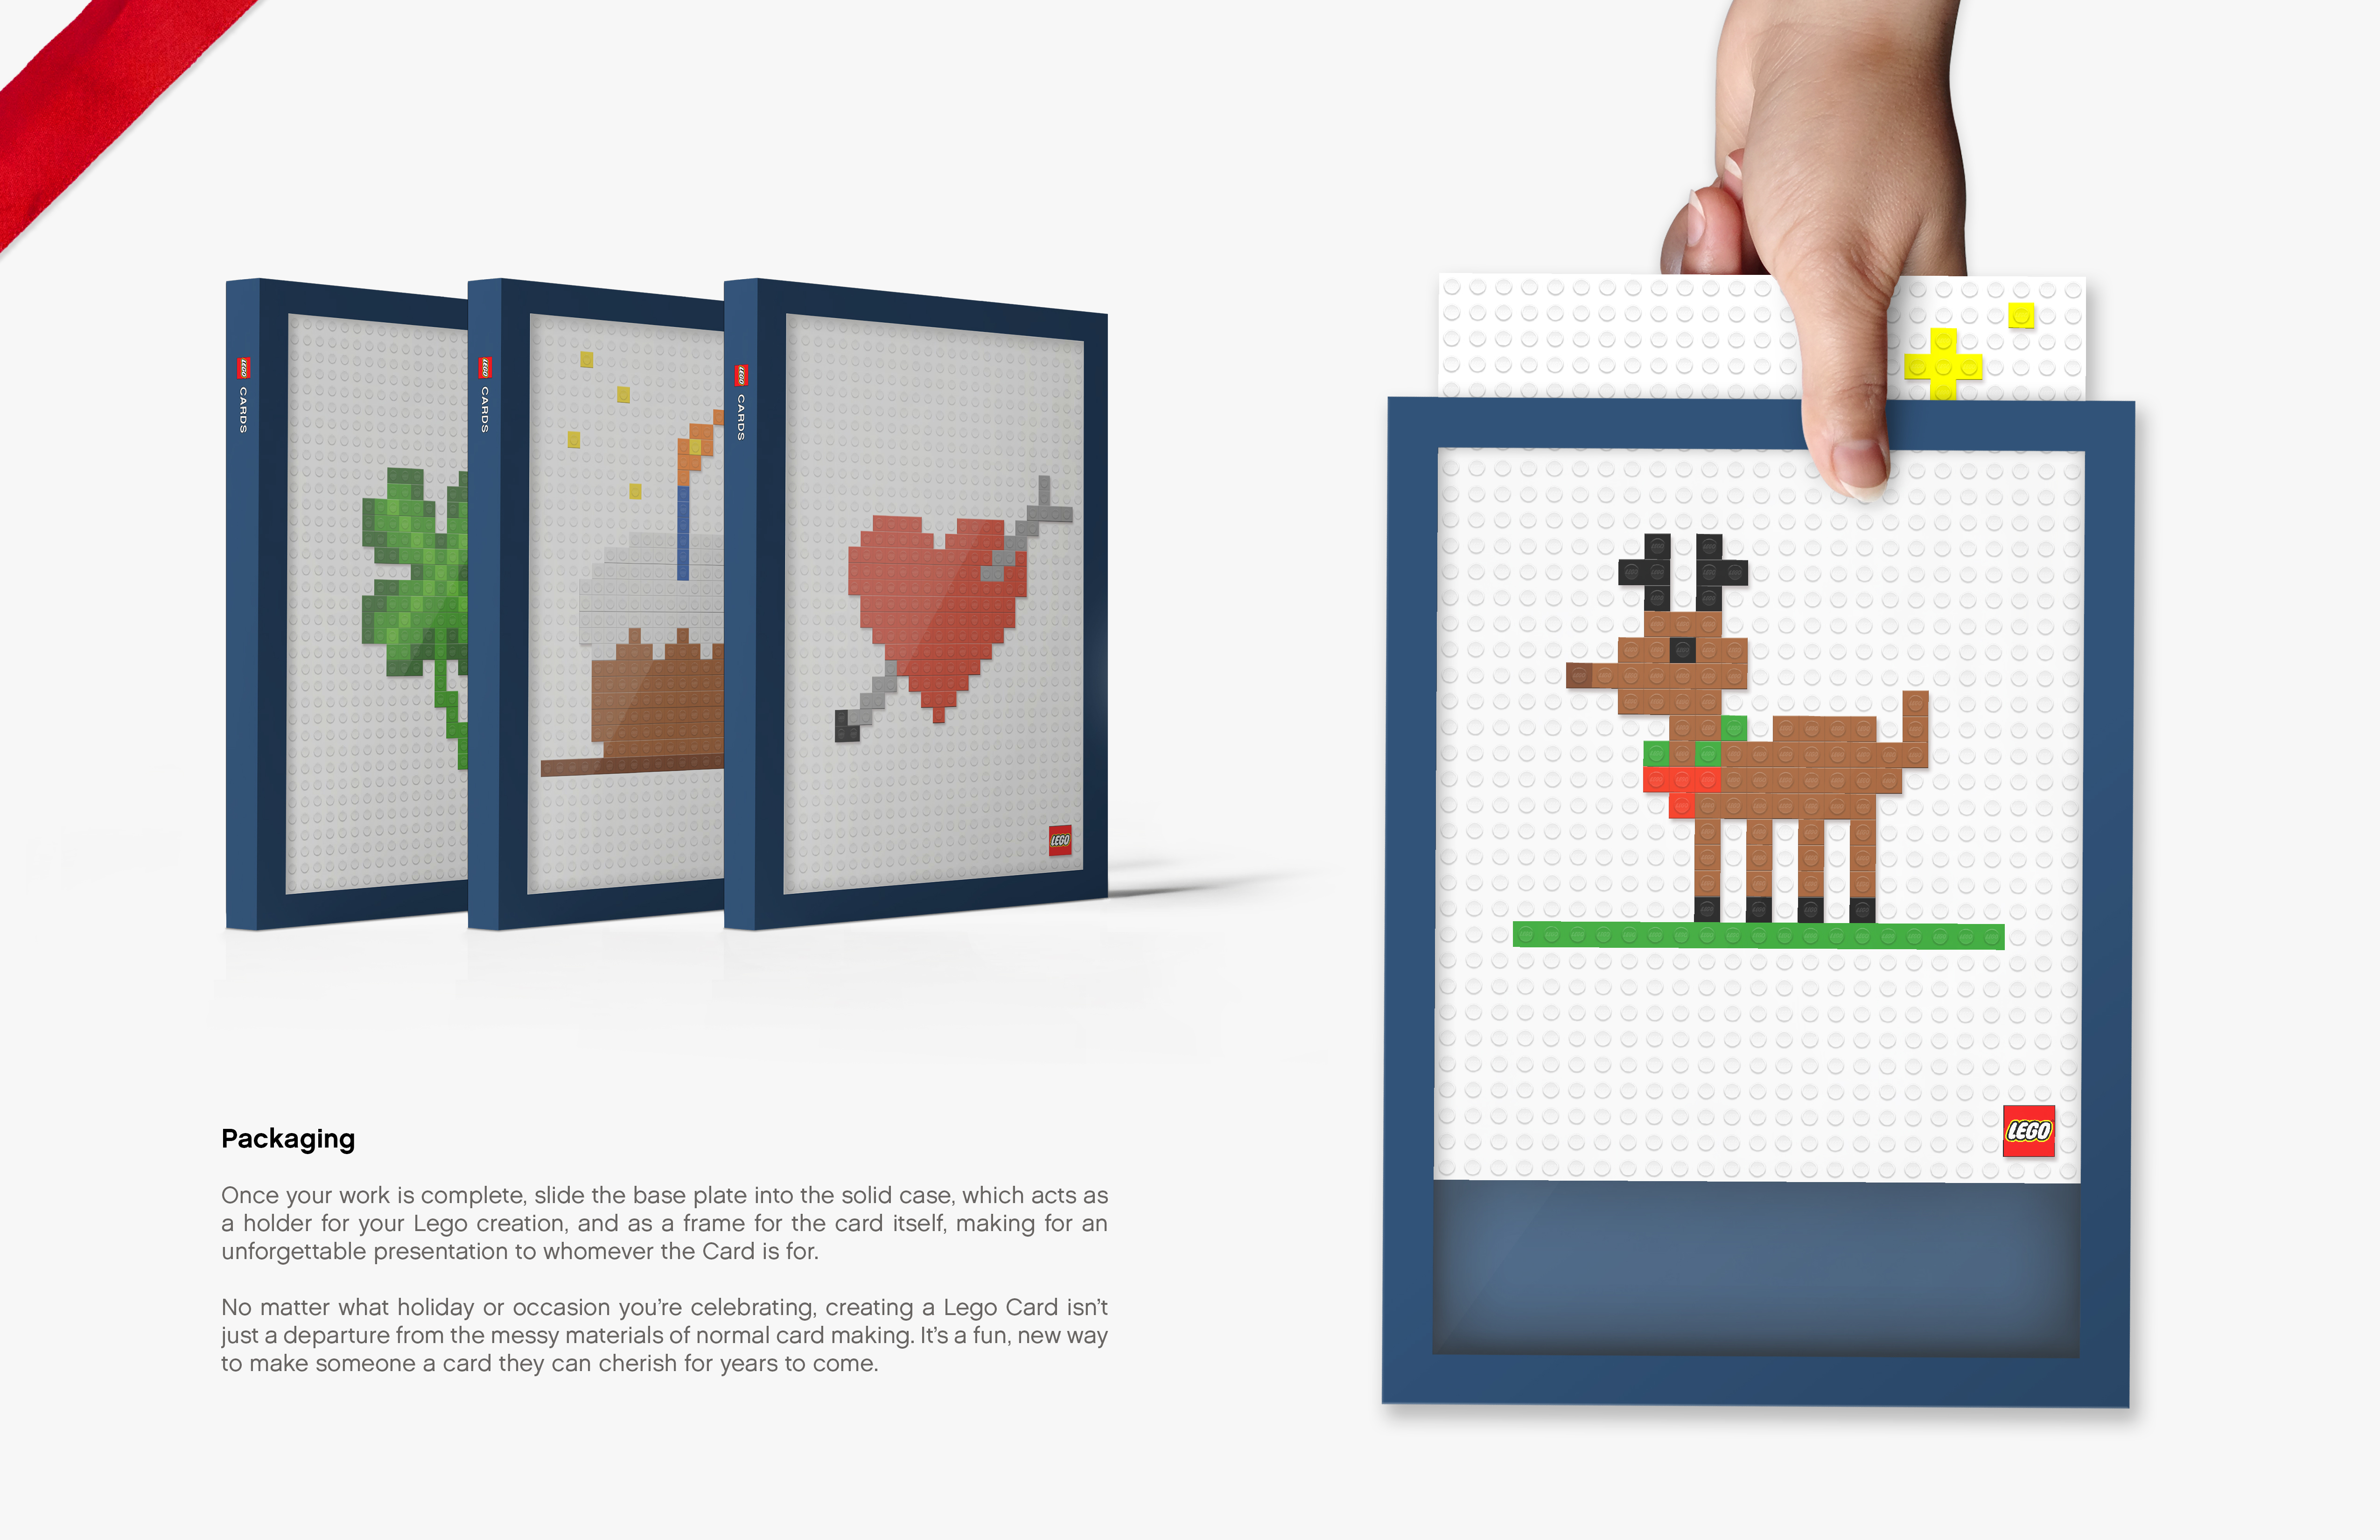 LEGO CARDS
LEGO CARDS
LEGO CARDS
LEGO
LEGO
Packaging
Once your work is complete, slide the base plate into the solid case, which acts as
a holder for your Lego creation, and as a frame for the card itself, making for an
unforgettable presentation to whomever the Card is for.
No matter what holiday or occasion you’re celebrating, creating a Lego Card isn’t
just a departure from the messy materials of normal card making. It’s a fun, new way
to make someone a card they can cherish for years to come.